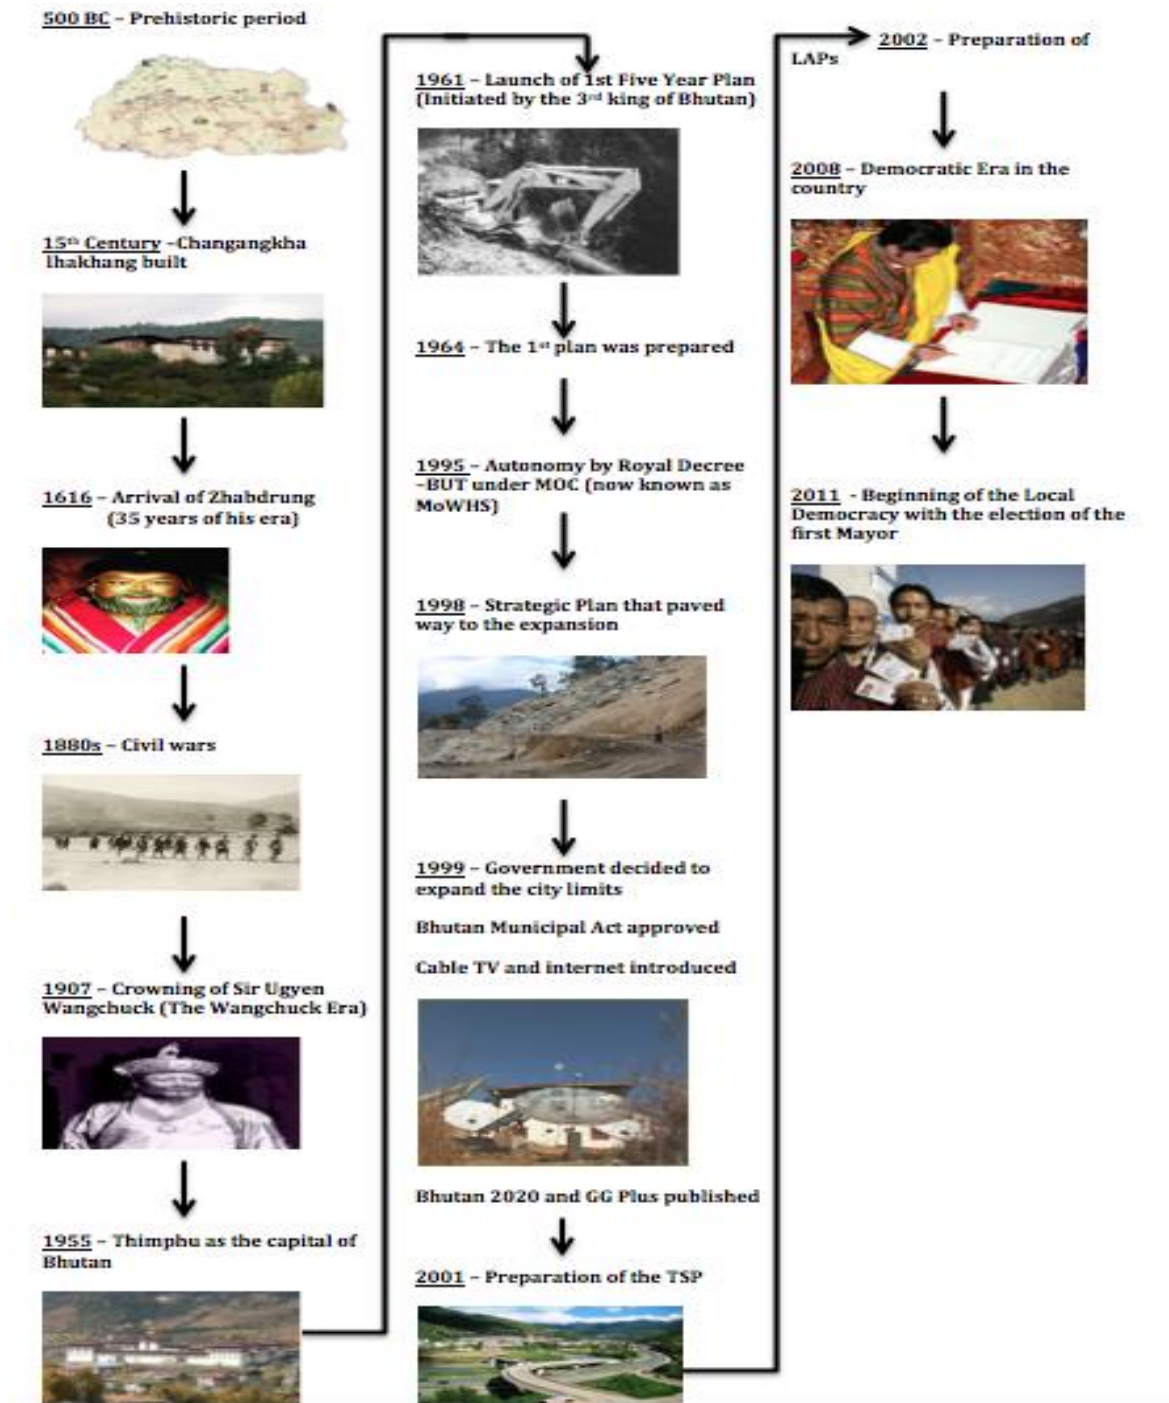 500 BC – Prehistoric period
15th Century –Changangkha
lhakhang built
1616 – Arrival of Zhabdrung
(35 years of his era)
1880s – Civil wars
1907 – Crowning of Sir Ugyen
Wangchuck (The Wangchuck Era)
1955 – Thimphu as the capital of
Bhutan
1961 – Launch of 1st Five Year Plan
(Initiated by the 3rd king of Bhutan)
1964 – The 1st plan was prepared
1995 – Autonomy by Royal Decree
–BUT under MOC (now known as
MoWHS)
1998 – Strategic Plan that paved
way to the expansion
1999 – Government decided to
expand the city limits
Bhutan Municipal Act approved
Cable TV and internet introduced
Bhutan 2020 and GG Plus published
2001 – Preparation of the TSP
2002 – Preparation of
LAPs
2008 – Democratic Era in the
country
2011 - Beginning of the Local
Democracy with the election of the
first Mayor